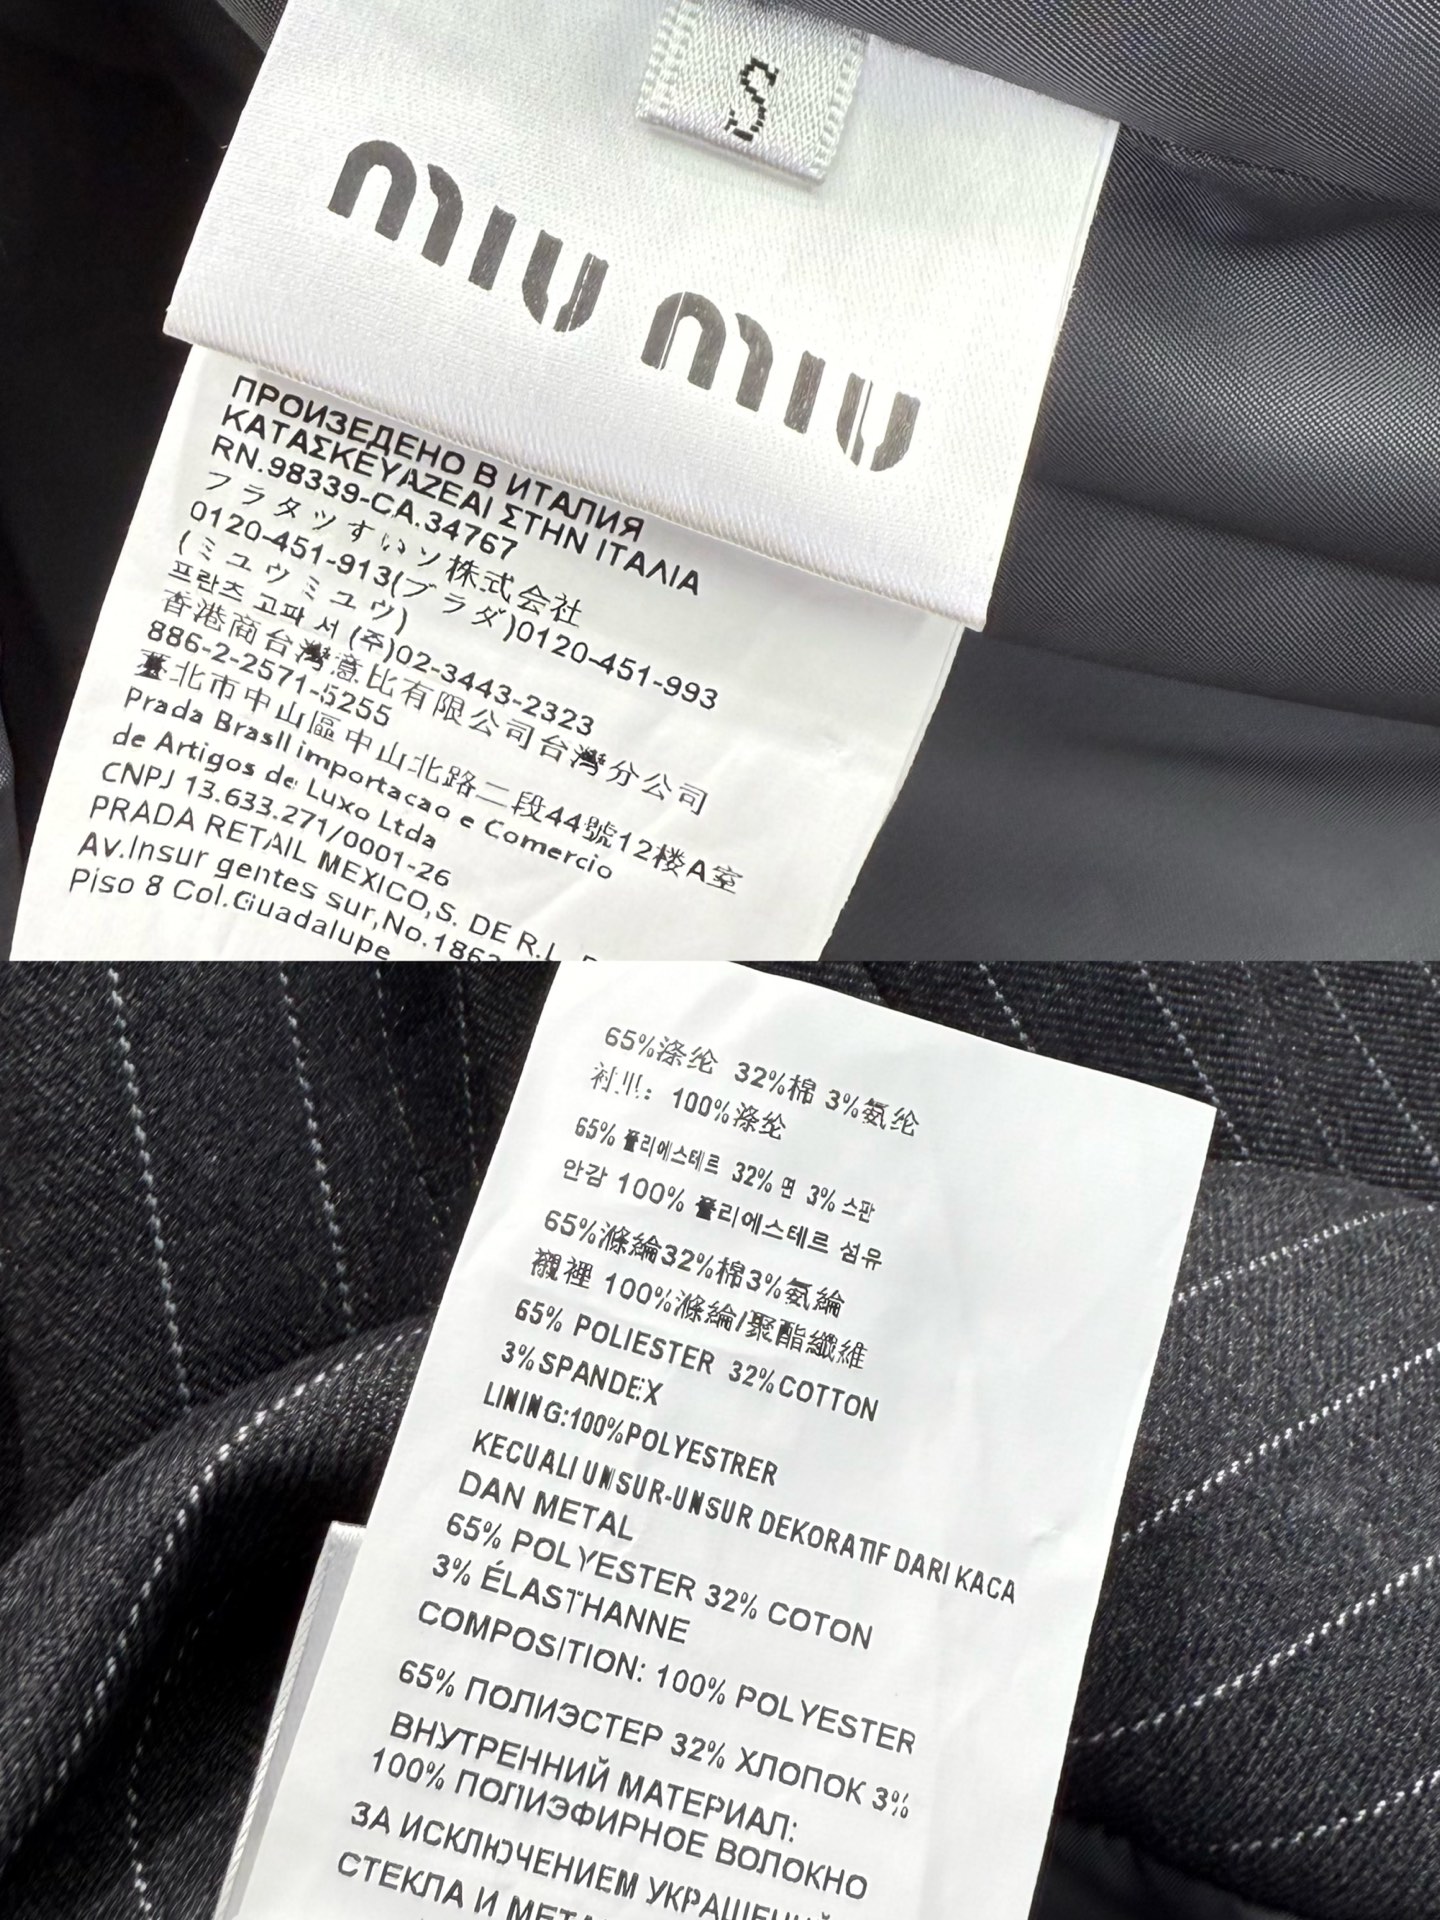 S
miu miu
ПРОИЗЕДЕНО В ИТАПИЯ
ΚΑΤΑΣΚΕΥΑΖΕΑΙ ΣΤΗΝ ΙΤΑΛΙΑ
RN.98339-CA.34767
フラタツすいソ株式会社
0120-451-913(プラダ)0120-451-993
(ミュウミュウ)
프란츠 고파 서 (주)02-3443-2323
香港商台灣意比有限公司台灣分公司
886-2-2571-5255
臺北市中山區中山北路二段44號12楼A室
Prada Brasll importacao e Comercio
de Artigos de Luxo Ltda
CNPJ 13.633.271/0001-26
PRADA RETAIL MEXICO,S. DE R.L.
Av.Insur gentes sur,No.1862
Piso 8 Col.Guadalupe
65%涤纶 32%棉 3%氨纶
衬里: 100%涤纶
65% 폴리에스테르 32% 면 3% 스판
안감 100% 폴리에스테르 섬유
65%滌綸32%棉3%氨綸
襯裡 100%滌綸/聚酯纖維
65% POLIESTER 32%COTTON
3%SPANDEX
LINING:100%POLYESTRER
KECUALI UNSUR-UNSUR DEKORATIF DARI KACA
DAN METAL
65% POLYESTER 32% COTON
3% ÉLASTHANNE
COMPOSITION: 100% POLYESTER
65% ПОЛИЭСТЕР 32% ХЛОПОК 3%
ВНУТРЕННИЙ МАТЕРИАЛ:
100% ПОЛИЭФИРНОЕ ВОЛОКНО
ЗА ИСКЛЮЧЕНИЕМ УКРАШЕНИЙ
СТЕКЛА И МЕТА